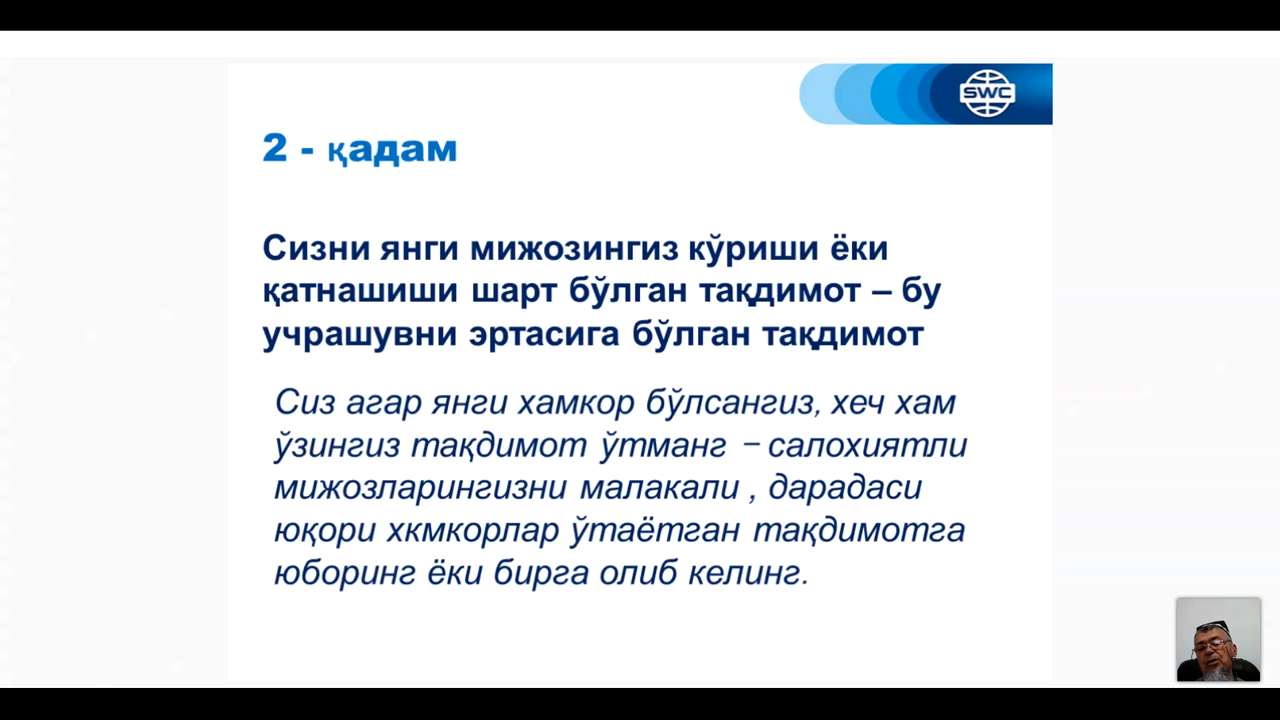 SWC
2 - қадам
Сизни янги мижозингиз кўриши ёки
қатнашиши шарт бўлган тақдимот – бу
учрашувни эртасига бўлган тақдимот
Сиз агар янги хамкор бўлсангиз, хеч хам
ўзингиз тақдимот ўтманг – салохиятли
мижозларингизни малакали , дарадаси
юқори хкмкорлар ўтаётган тақдимотга
юборинг ёки бирга олиб келинг.